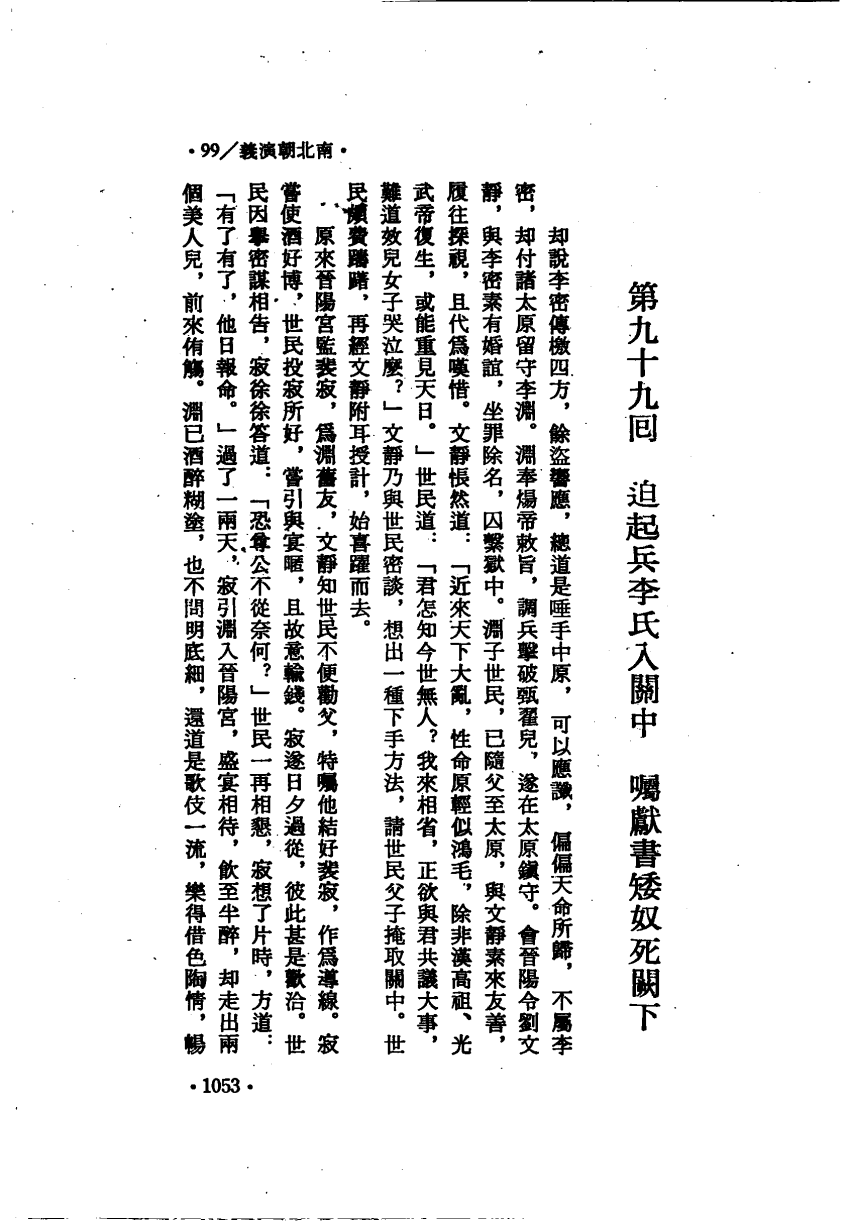 ·南北朝演義/99·
第九十九回　迫起兵李氏入關中　囑獻書矮奴死闕下
却說李密傳檄四方，餘盜響應，總道是唾手中原，可以應讖，偏偏天命所歸，不屬李
密，却付諸太原留守李淵。淵奉煬帝敕旨，調兵擊破甄翟兒，遂在太原鎭守。會晉陽令劉文
靜，與李密素有婚誼，坐罪除名，囚繫獄中。淵子世民，已隨父至太原，與文靜素來友善，
履往探視，且代爲嘆惜。文靜悵然道：「近來天下大亂，性命原輕似鴻毛，除非漢高祖、光
武帝復生，或能重見天日。」世民道：「君怎知今世無人？我來相省，正欲與君共議大事，
難道效兒女子哭泣麼？」文靜乃與世民密談，想出一種下手方法，請世民父子掩取關中。世
民頗費躊躇，再經文靜附耳授計，始喜躍而去。
原來晉陽宮監裴寂，爲淵舊友，文靜知世民不便勸父，特囑他結好裴寂，作爲導線。寂
嘗使酒好博，世民投寂所好，嘗引與宴暱，且故意輸錢。寂遂日夕過從，彼此甚是歡洽。世
民因舉密謀相告，寂徐徐答道：「恐尊公不從奈何？」世民一再相懇，寂想了片時，方道：
「有了有了，他日報命。」過了一兩天，寂引淵入晉陽宮，盛宴相待，飲至半醉，却走出兩
個美人兒，前來侑觴。淵已酒醉糊塗，也不問明底細，還道是歌伎一流，樂得借色陶情，暢
·1053·